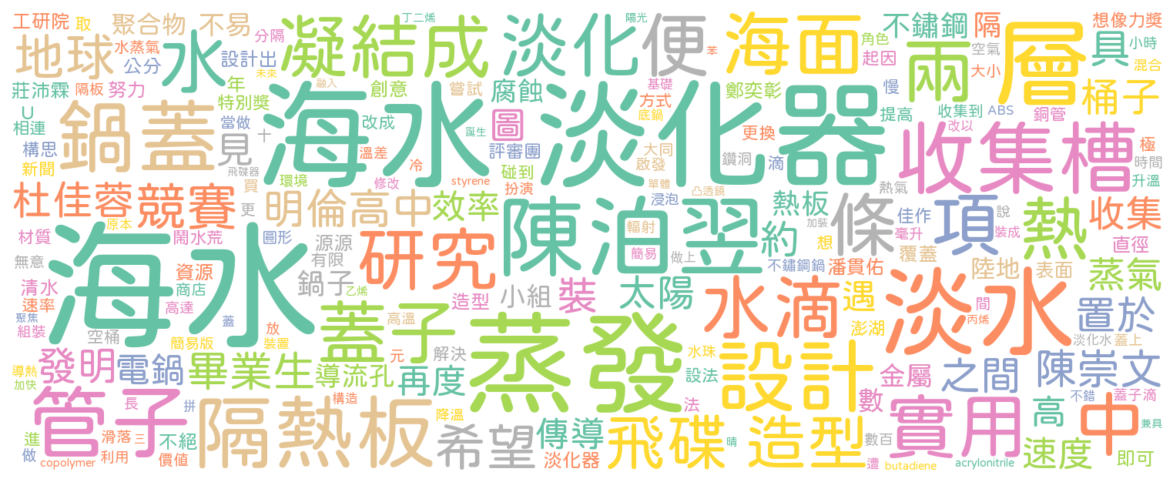 工研院 取 聚合物 不易 丁二烯 陽光 不鏽鋼 隔 想像力獎
地球 水蒸氣 公分 水 分隔 設計出 未來 融入 凝結成 淡化 便 苯 海面 角色 起因 空氣 大小 兩 層 具 小時 混合
莊沛霖 隔板 努力 年 特別獎 創意 嘗試 腐蝕 基礎 方式 底鍋 鄭奕彰 慢 桶子
U 相連 鍋蓋 當做 十 改成 誕生 圖 海水 淡化器 更換 提高 收集到 改以 ABS 銅管
構思 新聞 見 飛碟器 溫差 冷 評審團 碰到 大同 啟發 鑽洞 滴 收集槽 極 時間
買 環境 修改 styrene 扮演 單體 浸泡 凸透鏡 熱氣 升溫
杜佳蓉 競賽 更 明倫高中 效率 陳泊翌 輻射 加裝 熱板 條 佳作 項 說 熱 收集
材質 原本 鬧水荒 圓形 源源 有限 研究 簡易 做上 約 想 毫升 裝成 直徑
無意 海水 覆蓋 陸地 表面 蒸氣
清水 資源 商店 鍋子 乙烯 造型 小組 裝 太陽 不鏽鋼鍋 潘貫佑
速率 高達 蓋子 水滴 遇 淡水 間 置於
聚焦 組裝 空桶 蓋 放 高溫 蒸發 澎湖 丙烯 淡化水 蓋上
簡易版 裝置 元 解決 水珠 設計
導熱 加快 發明 電鍋 畢業生 導流孔 再度 設法 金屬 之間 陳崇文
長 拼 構造 法 數 不錯 蓋子滴
管子 隔熱板 降溫 實用 高 中 兼具
進 做 滑落 三 不絕 希望 傳導 飛碟 造型 晴 數百 速度
copolymer 利用 價值 淡化器 遭 butadiene acrylonitrile 即可